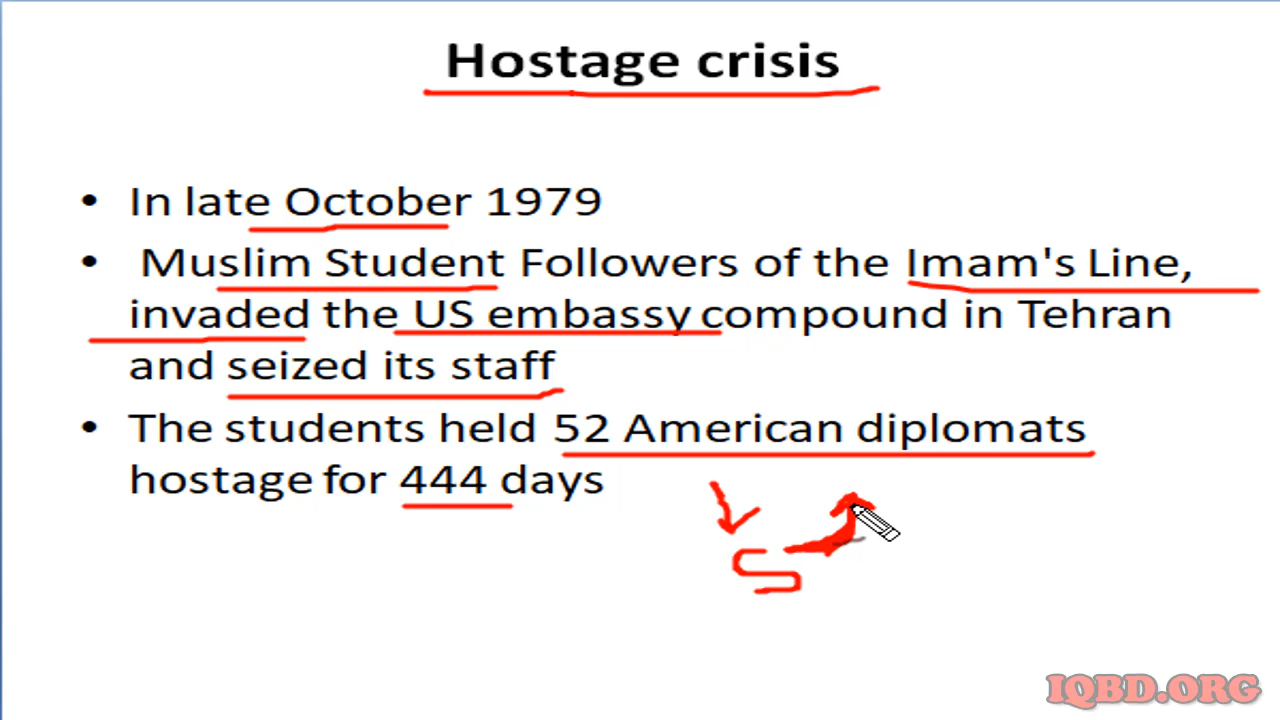 Hostage crisis
• In late October 1979
• Muslim Student Followers of the Imam's Line,
invaded the US embassy compound in Tehran
and seized its staff
• The students held 52 American diplomats
hostage for 444 days
S
IQBD.ORG